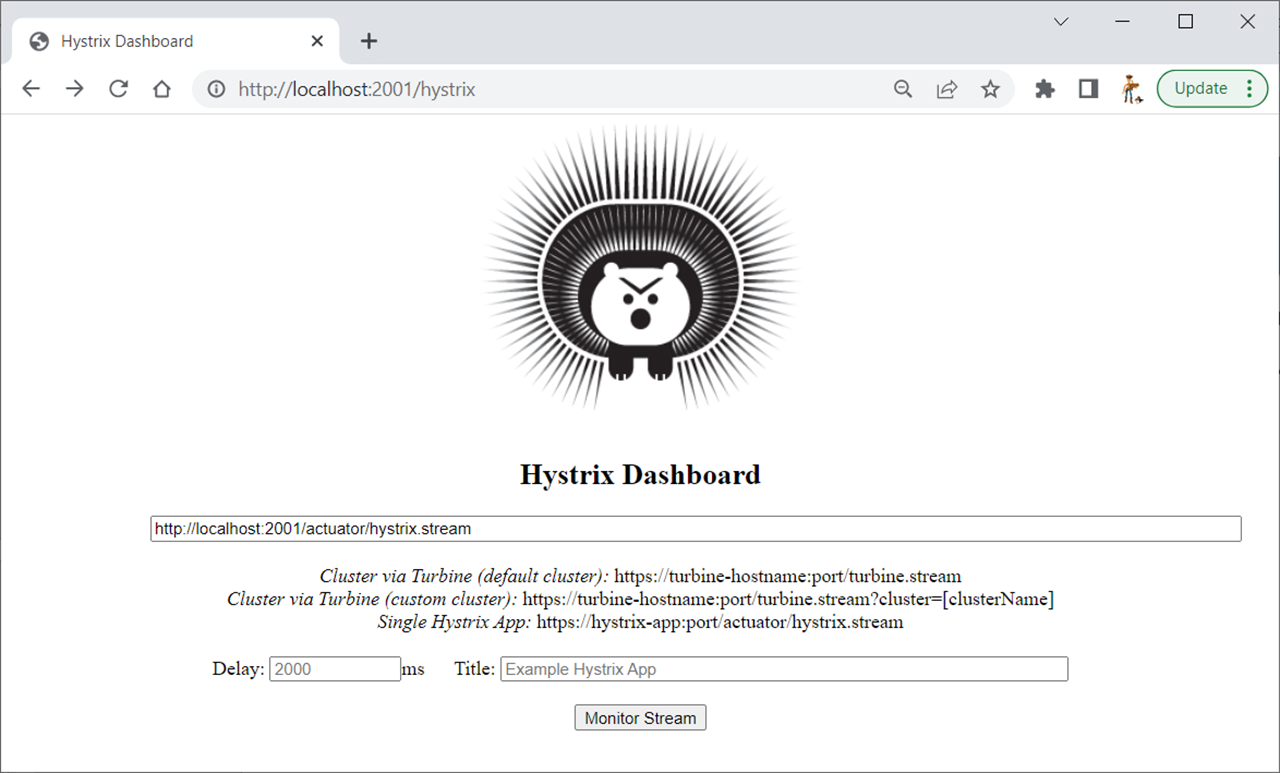 Hystrix Dashboard
http://localhost:2001/hystrix
Update
Hystrix Dashboard
http://localhost:2001/actuator/hystrix.stream
Cluster via Turbine (default cluster): https://turbine-hostname:port/turbine.stream
Cluster via Turbine (custom cluster): https://turbine-hostname:port/turbine.stream?cluster=[clusterName]
Single Hystrix App: https://hystrix-app:port/actuator/hystrix.stream
Delay: 2000 ms Title: Example Hystrix App
Monitor Stream